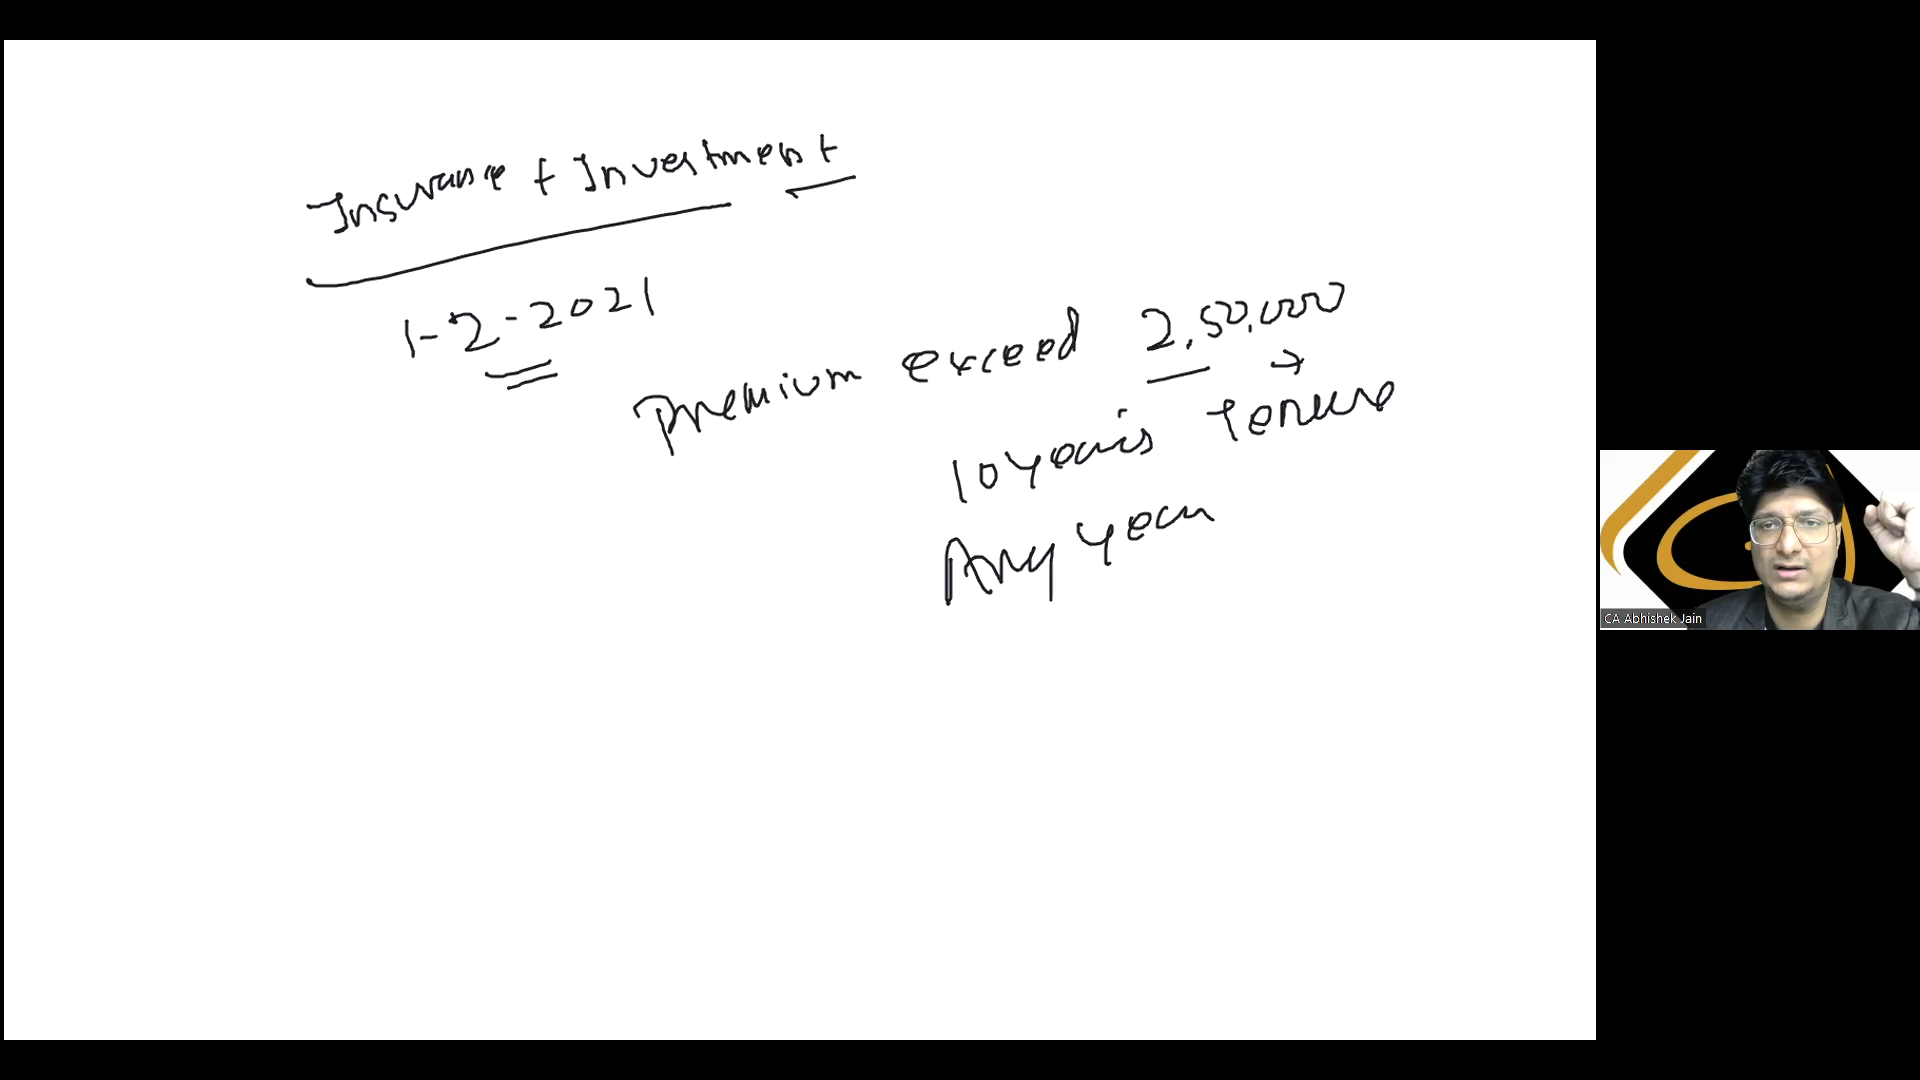 Insurance + Investment
1-2-2021
Premium exceed 2,50,000
10 years tenure
Any year
CA Abhishek Jain